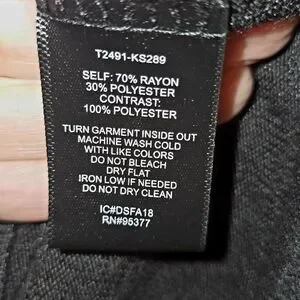 T2491-KS289
SELF: 70% RAYON
30% POLYESTER
CONTRAST:
100% POLYESTER
TURN GARMENT INSIDE OUT
MACHINE WASH COLD
WITH LIKE COLORS
DO NOT BLEACH
DRY FLAT
IRON LOW IF NEEDED
DO NOT DRY CLEAN
IC#DSFA18
RN#95377